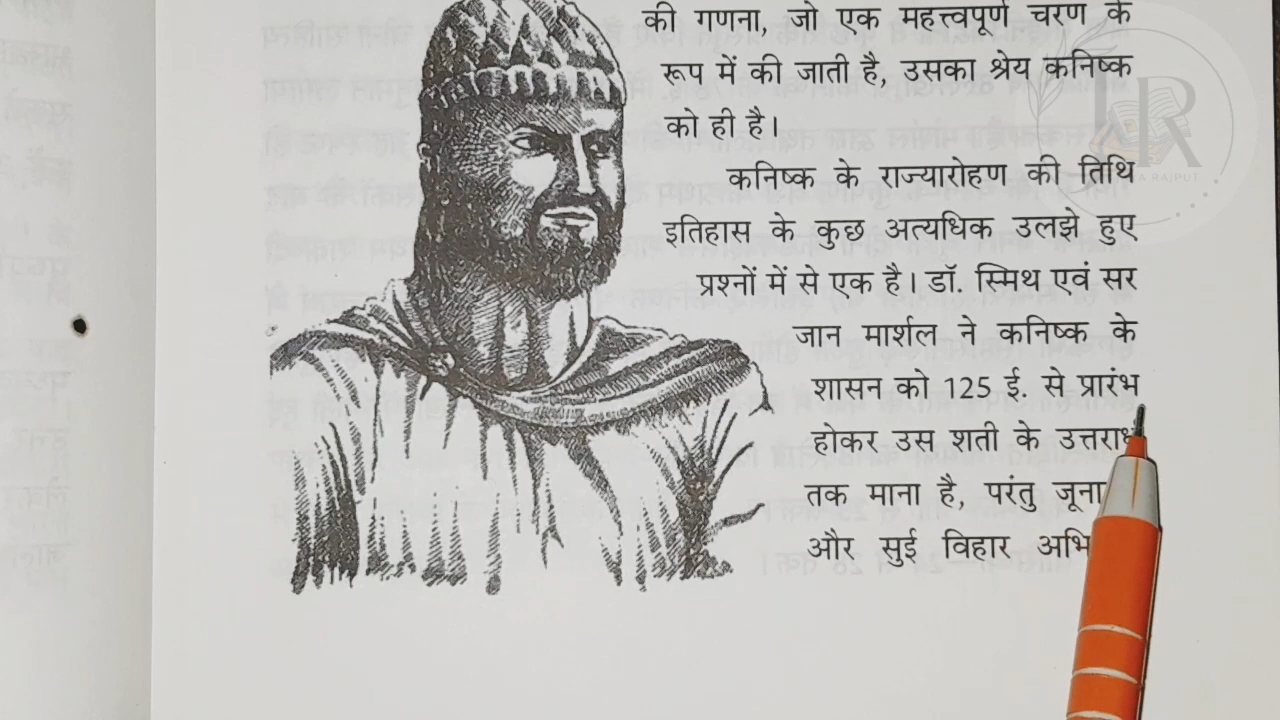 की गणना, जो एक महत्त्वपूर्ण चरण के
रूप में की जाती है, उसका श्रेय कनिष्क
को ही है।
कनिष्क के राज्यारोहण की तिथि
इतिहास के कुछ अत्यधिक उलझे हुए
प्रश्नों में से एक है। डॉ. स्मिथ एवं सर
जान मार्शल ने कनिष्क के
शासन को 125 ई. से प्रारंभ
होकर उस शती के उत्तरार्ध
तक माना है, परंतु
और सुई विहार